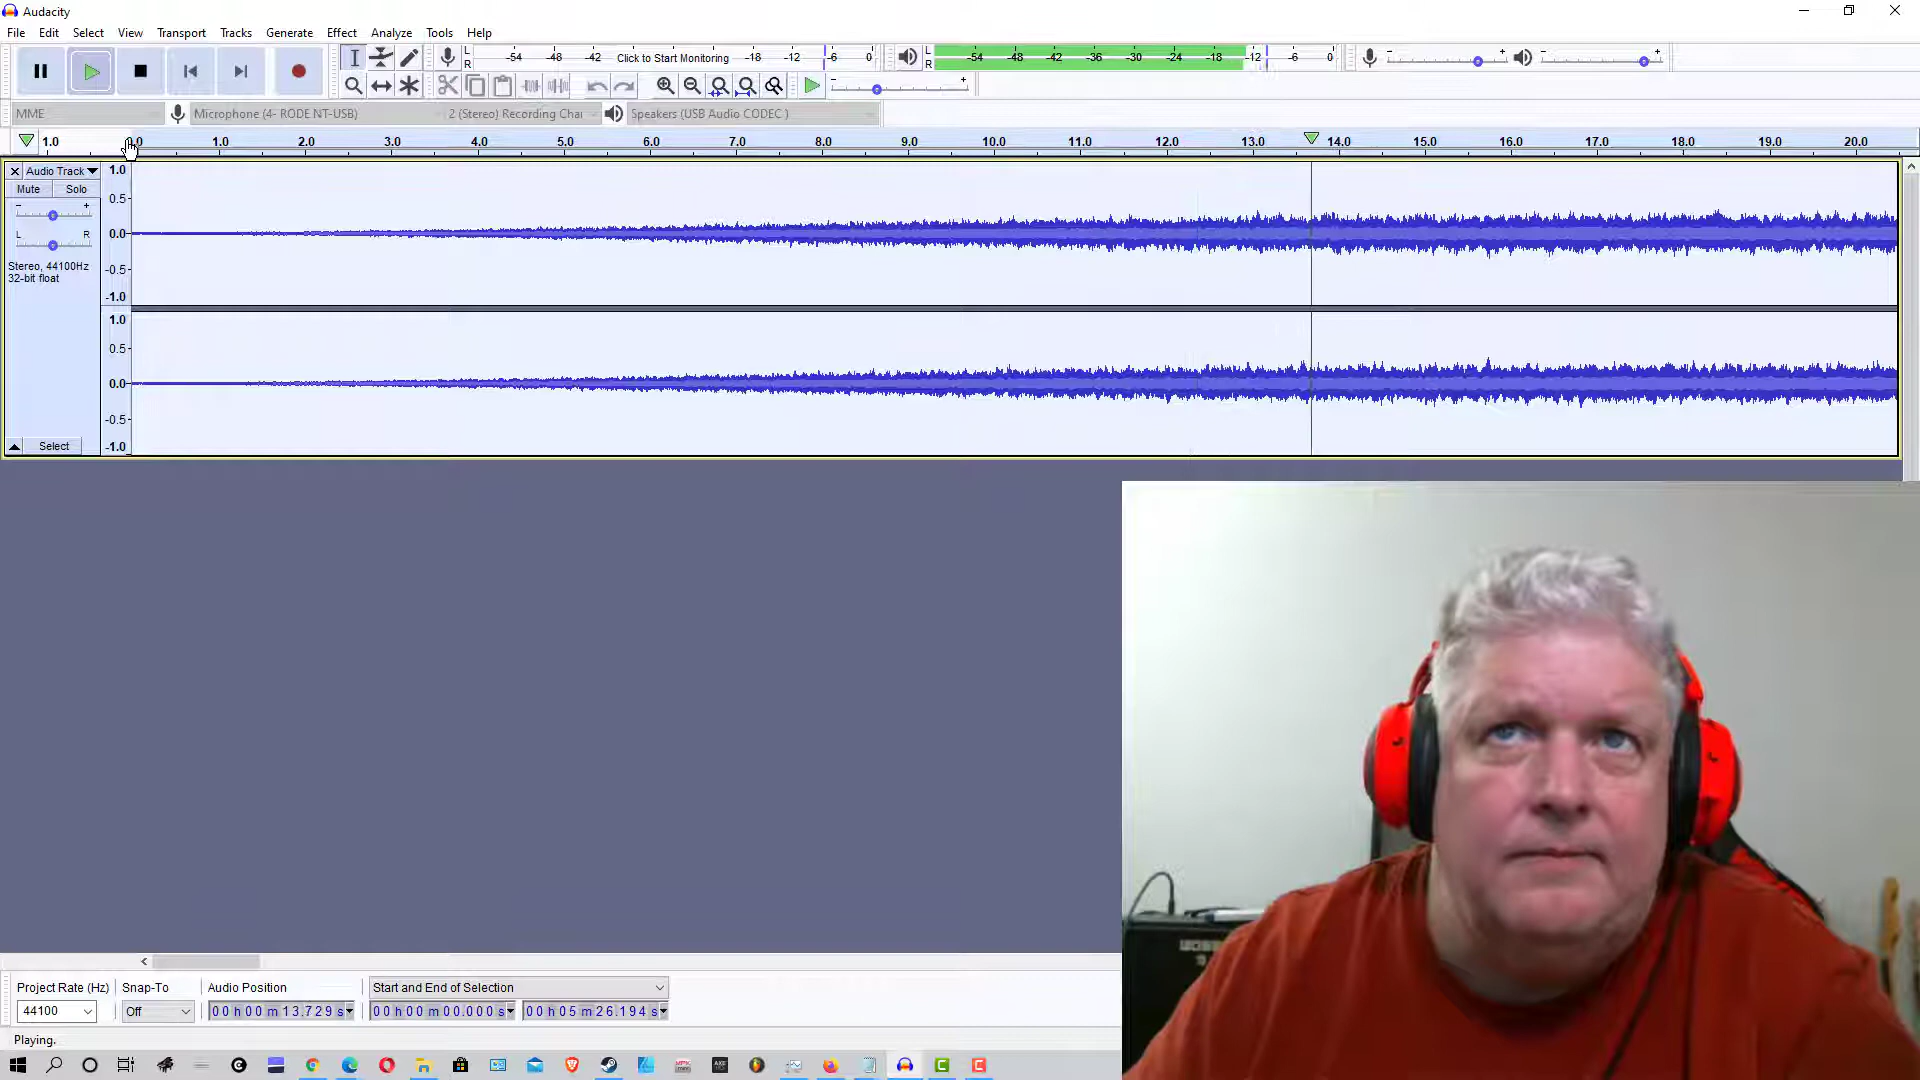 Audacity
File Edit Select View Transport Tracks Generate Effect Analyze Tools Help
L R -54 -48 -42 Click to Start Monitoring -18 -12 -6 0
L R -54 -48 -42 -36 -30 -24 -18 -12 -6 0
MME Microphone (4- RODE NT-USB) 2 (Stereo) Recording Char Speakers (USB Audio CODEC )
1.0 0.0 1.0 2.0 3.0 4.0 5.0 6.0 7.0 8.0 9.0 10.0 11.0 12.0 13.0 14.0 15.0 16.0 17.0 18.0 19.0 20.0
Audio Track
Mute Solo
- +
L R
Stereo, 44100Hz
32-bit float
Select
1.0
0.5
0.0
-0.5
-1.0
1.0
0.5
0.0
-0.5
-1.0
Project Rate (Hz) Snap-To Audio Position Start and End of Selection
44100 Off 00 h 00 m 13.729 s 00 h 00 m 00.000 s 00 h 05 m 26.194 s
Playing.